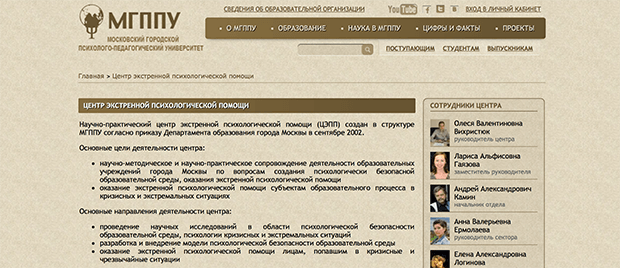 МГППУ
МОСКОВСКИЙ ГОРОДСКОЙ
ПСИХОЛОГО-ПЕДАГОГИЧЕСКИЙ УНИВЕРСИТЕТ
СВЕДЕНИЯ ОБ ОБРАЗОВАТЕЛЬНОЙ ОРГАНИЗАЦИИ
YouTube
ВХОД В ЛИЧНЫЙ КАБИНЕТ
• О МГППУ • ОБРАЗОВАНИЕ • НАУКА В МГППУ • ЦИФРЫ И ФАКТЫ • ПРОЕКТЫ
ПОСТУПАЮЩИМ СТУДЕНТАМ ВЫПУСКНИКАМ
Главная > Центр экстренной психологической помощи
ЦЕНТР ЭКСТРЕННОЙ ПСИХОЛОГИЧЕСКОЙ ПОМОЩИ
Научно-практический центр экстренной психологической помощи (ЦЭПП) создан в структуре
МГППУ согласно приказу Департамента образования города Москвы в сентябре 2002.
Основные цели деятельности центра:
• научно-методическое и научно-практическое сопровождение деятельности образовательных
учреждений города Москвы по вопросам создания психологически безопасной
образовательной среды, оказания экстренной психологической помощи
• оказание экстренной психологической помощи субъектам образовательного процесса в
кризисных и экстремальных ситуациях
Основные направления деятельности центра:
• проведение научных исследований в области психологической безопасности
образовательной среды, психологии кризисных и экстремальных ситуаций
• разработка и внедрение модели психологической безопасности образовательной среды
• оказание экстренной психологической помощи лицам, попавшим в кризисные и
чрезвычайные ситуации
СОТРУДНИКИ ЦЕНТРА
Олеся Валентиновна
Вихристюк
руководитель центра
Лариса Альфисовна
Гаязова
заместитель руководителя
Андрей Александрович
Камин
начальник отдела
Анна Валерьевна
Ермолаева
руководитель сектора
Елена Александровна
Логинова